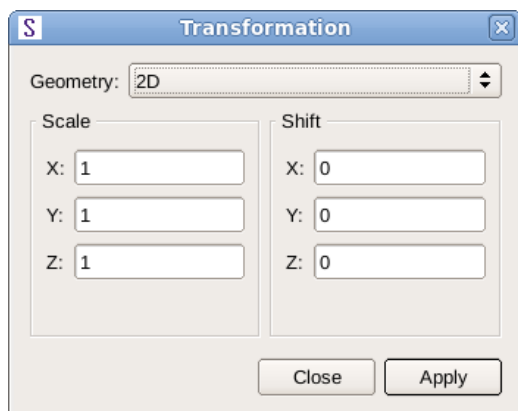 S Transformation
Geometry: 2D
Scale
X: 1
Y: 1
Z: 1
Shift
X: 0
Y: 0
Z: 0
Close Apply